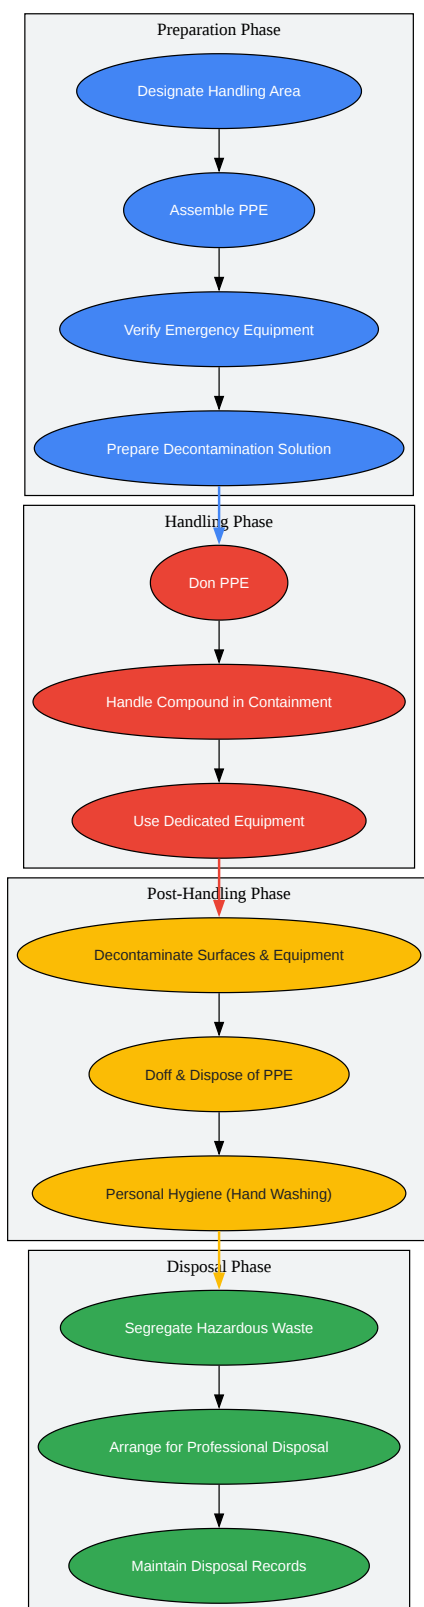 Preparation Phase
Designate Handling Area
Assemble PPE
Verify Emergency Equipment
Prepare Decontamination Solution
Handling Phase
Don PPE
Handle Compound in Containment
Use Dedicated Equipment
Post-Handling Phase
Decontaminate Surfaces & Equipment
Doff & Dispose of PPE
Personal Hygiene (Hand Washing)
Disposal Phase
Segregate Hazardous Waste
Arrange for Professional Disposal
Maintain Disposal Records